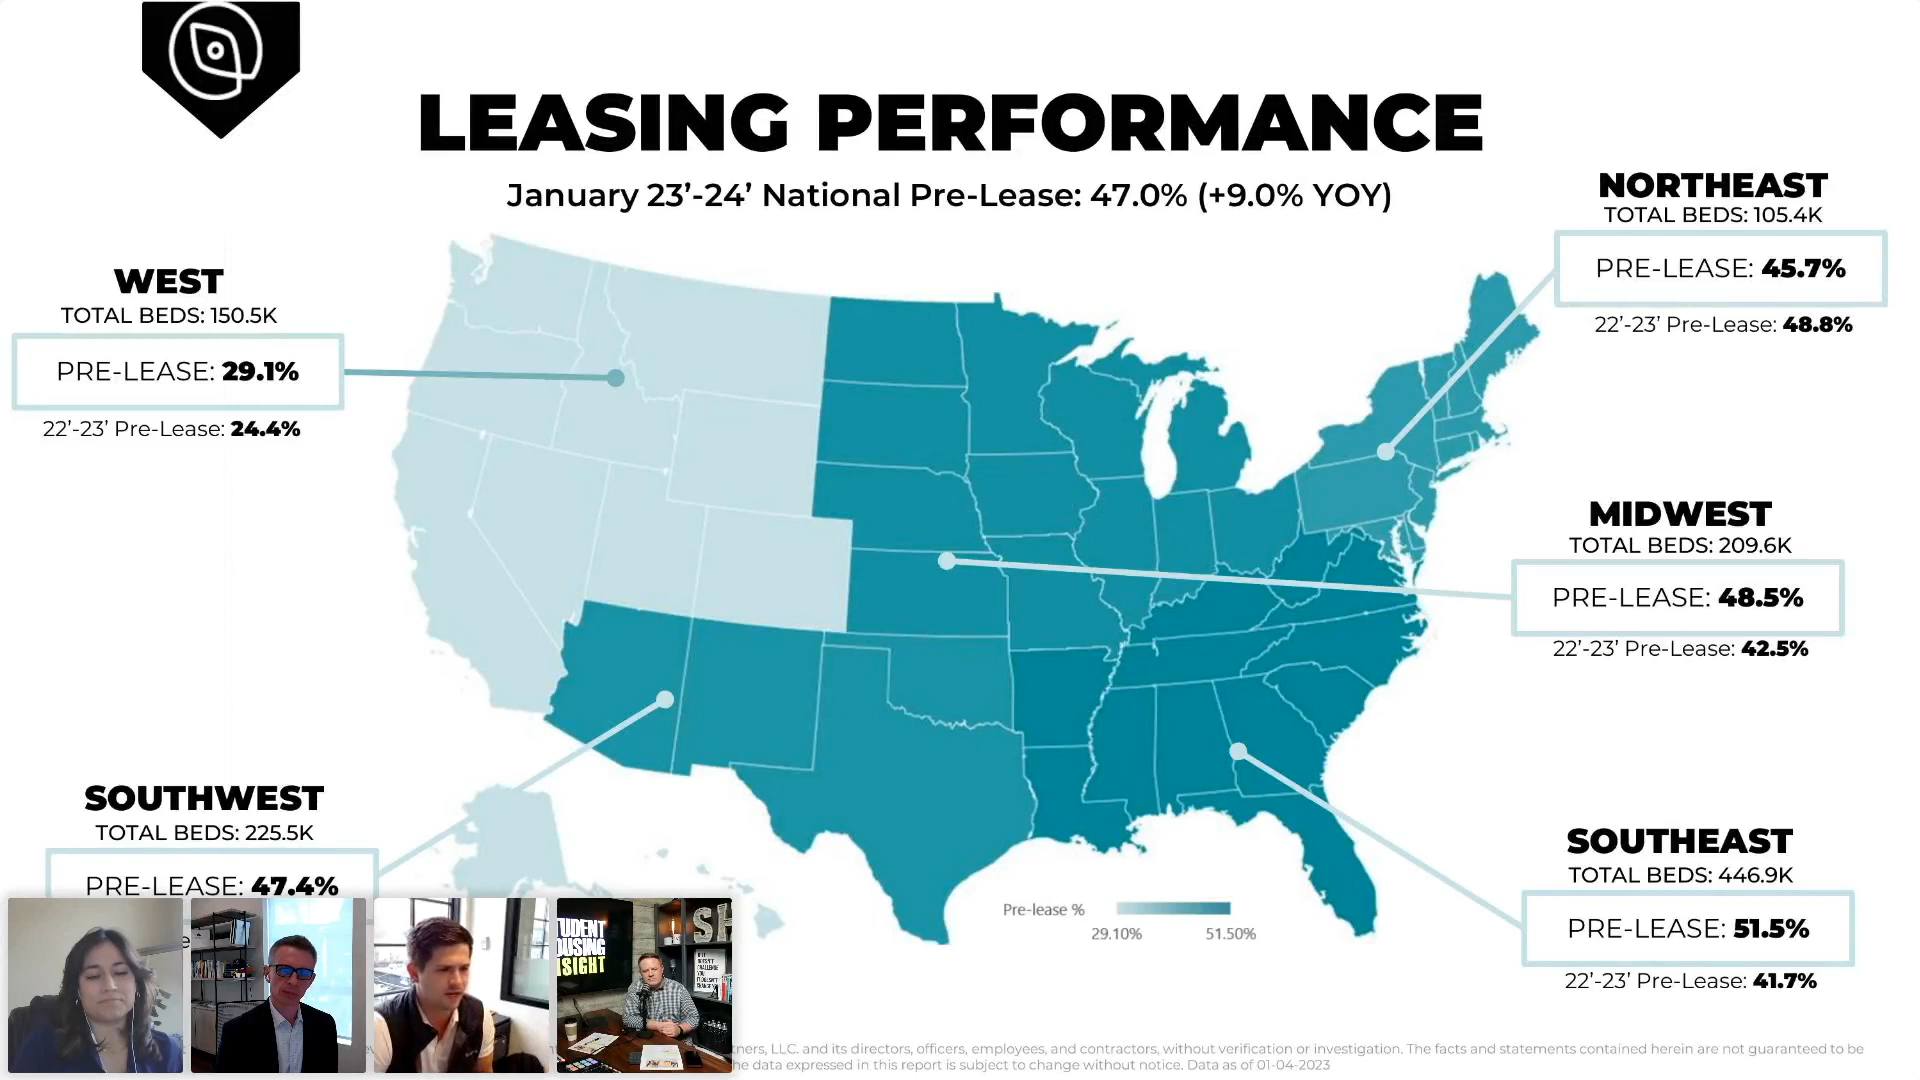 LEASING PERFORMANCE
January 23'-24' National Pre-Lease: 47.0% (+9.0% YOY)
WEST
TOTAL BEDS: 150.5K
PRE-LEASE: 29.1%
22'-23' Pre-Lease: 24.4%
NORTHEAST
TOTAL BEDS: 105.4K
PRE-LEASE: 45.7%
22'-23' Pre-Lease: 48.8%
MIDWEST
TOTAL BEDS: 209.6K
PRE-LEASE: 48.5%
22'-23' Pre-Lease: 42.5%
SOUTHWEST
TOTAL BEDS: 225.5K
PRE-LEASE: 47.4%
SOUTHEAST
TOTAL BEDS: 446.9K
PRE-LEASE: 51.5%
22'-23' Pre-Lease: 41.7%
Pre-lease %
29.10% 51.50%
TUDENT
OUSING
NSIGHT
SH
tners, LLC. and its directors, officers, employees, and contractors, without verification or investigation. The facts and statements contained herein are not guaranteed to be
he data expressed in this report is subject to change without notice. Data as of 01-04-2023